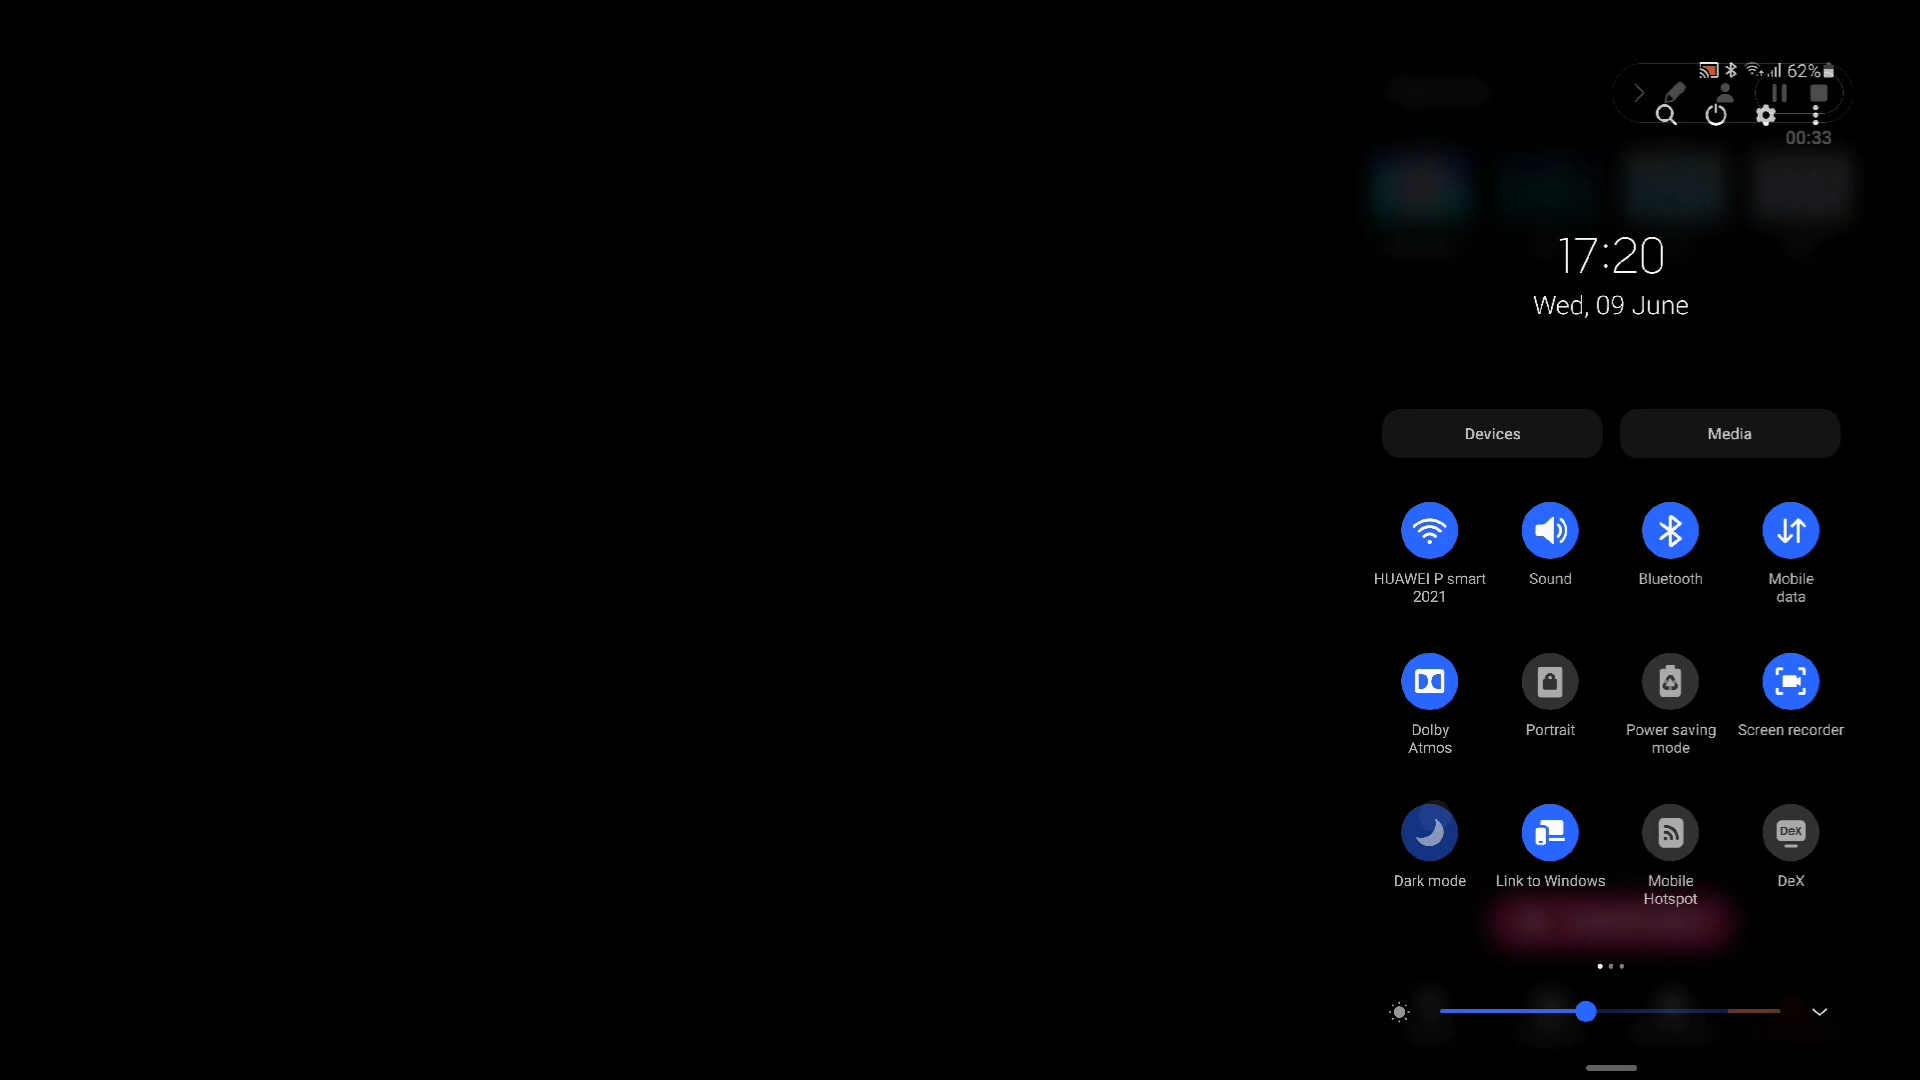 62%
00:33
17:20
Wed, 09 June
Devices
Media
HUAWEI P smart
2021
Sound
Bluetooth
Mobile
data
Dolby
Atmos
Portrait
Power saving
mode
Screen recorder
DeX
Dark mode
Link to Windows
Mobile
Hotspot
DeX